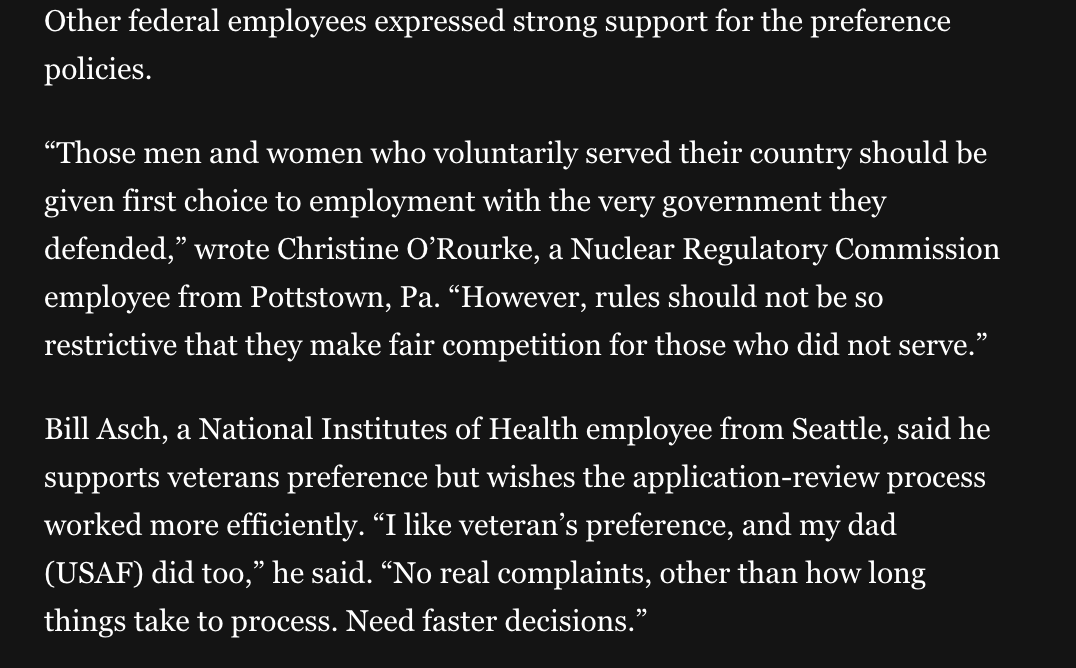 Other federal employees expressed strong support for the preference
policies.
“Those men and women who voluntarily served their country should be
given first choice to employment with the very government they
defended,” wrote Christine O’Rourke, a Nuclear Regulatory Commission
employee from Pottstown, Pa. “However, rules should not be so
restrictive that they make fair competition for those who did not serve.”
Bill Asch, a National Institutes of Health employee from Seattle, said he
supports veterans preference but wishes the application-review process
worked more efficiently. “I like veteran’s preference, and my dad
(USAF) did too,” he said. “No real complaints, other than how long
things take to process. Need faster decisions.”